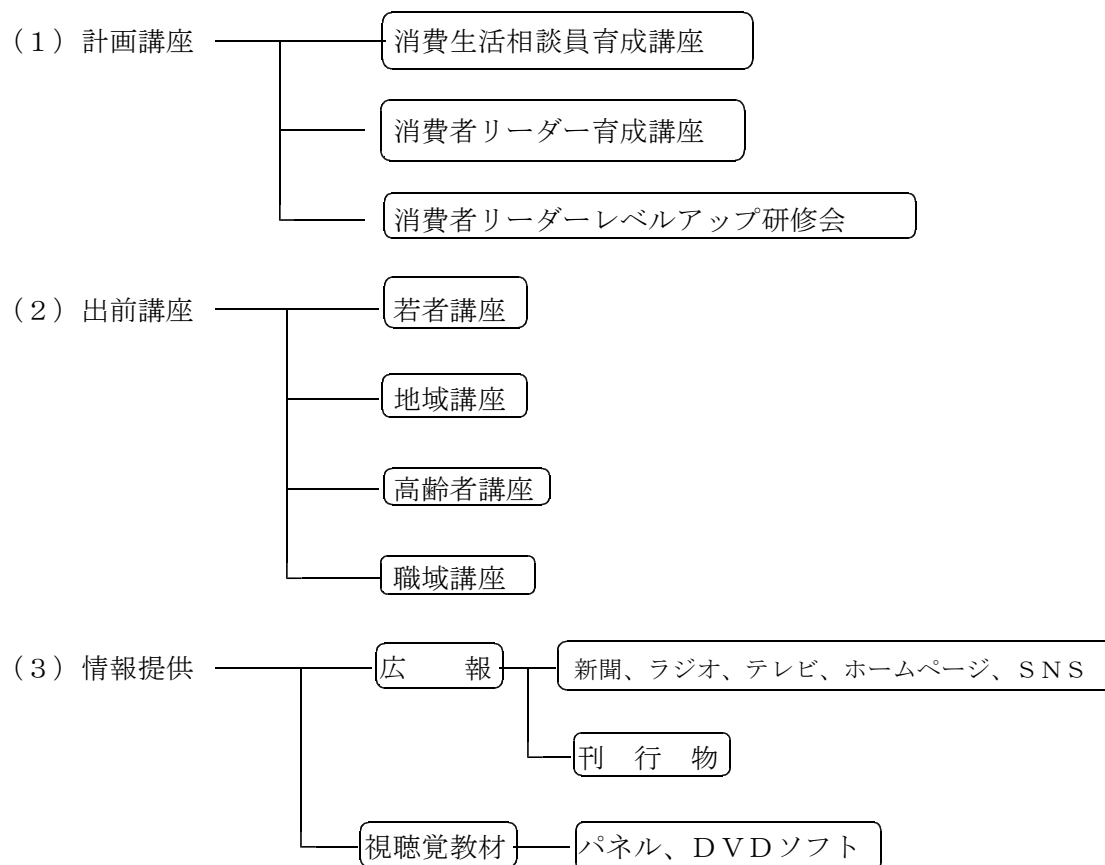 (1) 計画講座 消費生活相談員育成講座
消費者リーダー育成講座
消費者リーダーレベルアップ研修会
(2) 出前講座 若者講座
地域講座
高齢者講座
職域講座
(3) 情報提供 広 報 新聞、ラジオ、テレビ、ホームページ、SNS
刊 行 物
視聴覚教材 パネル、DVDソフト